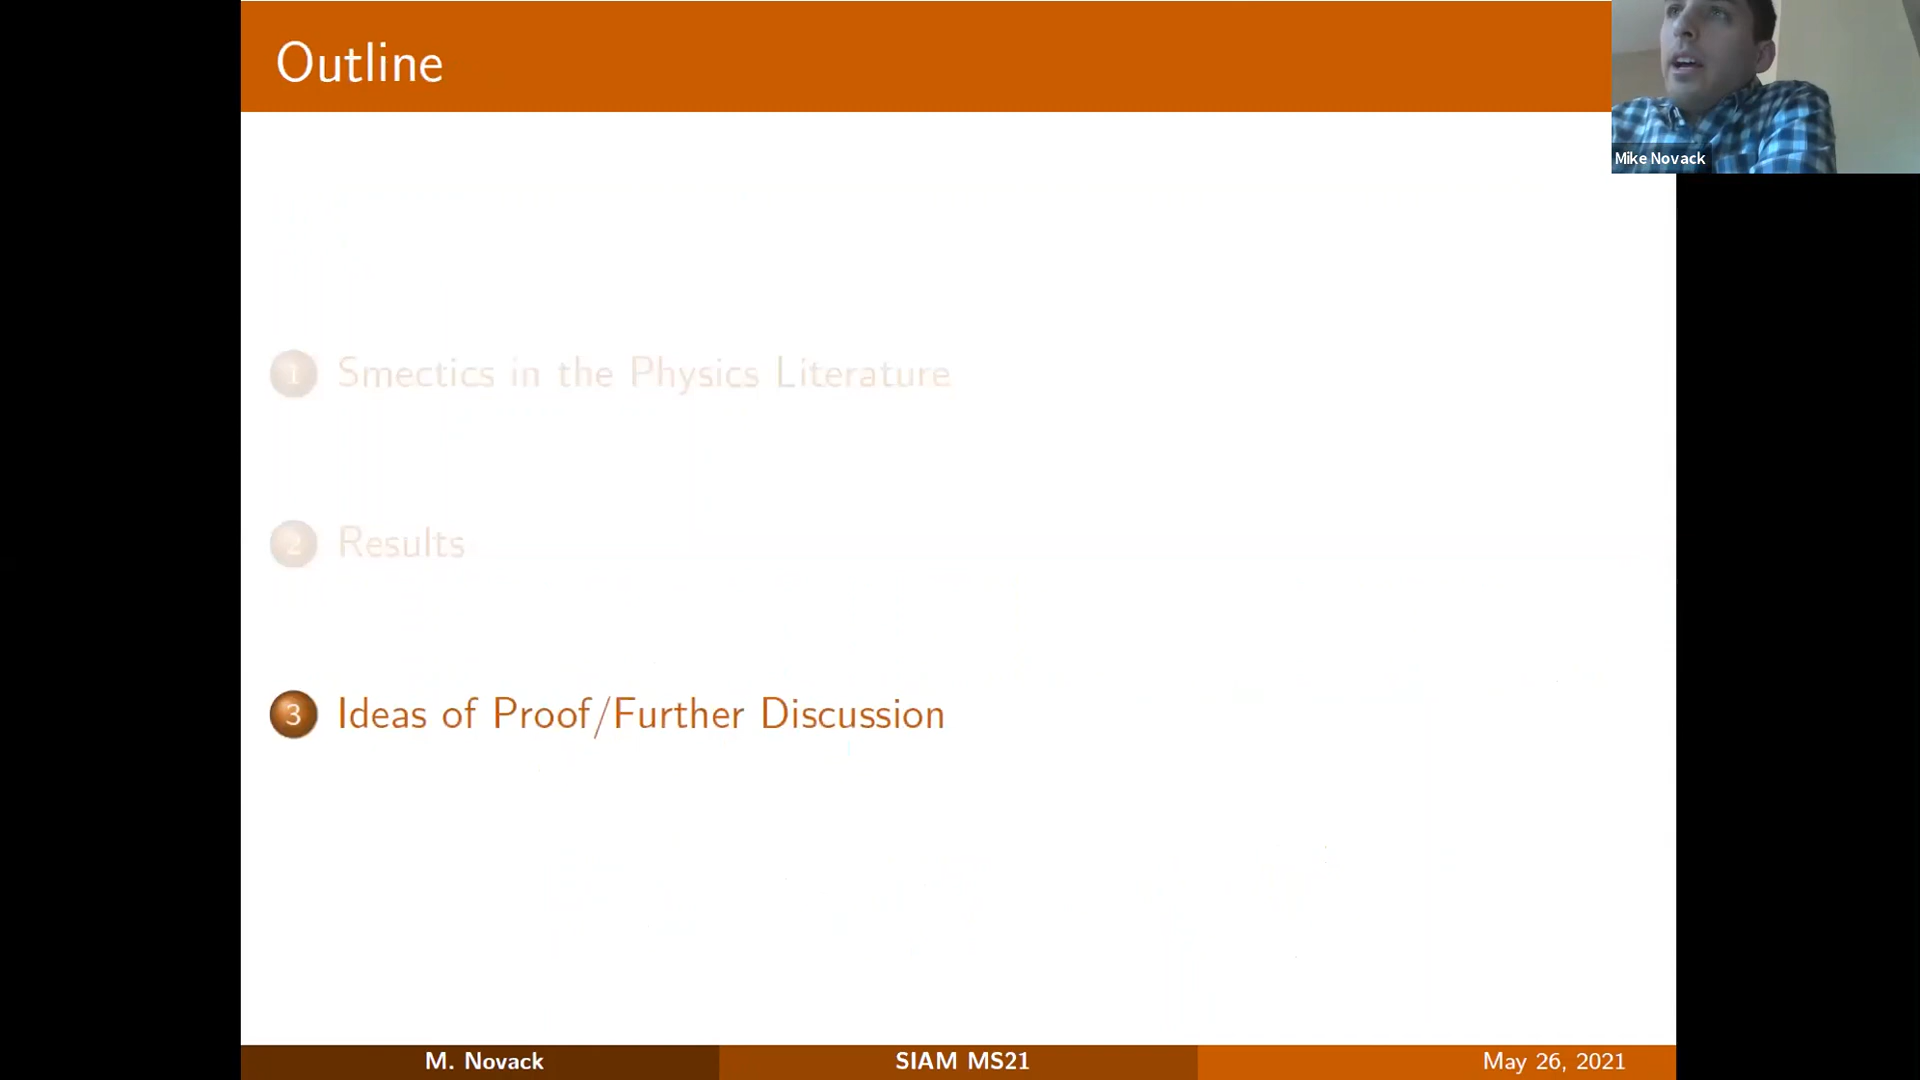 Outline
Mike Novack
1 Smectics in the Physics Literature
2 Results
3 Ideas of Proof/Further Discussion
M. Novack
SIAM MS21
May 26, 2021